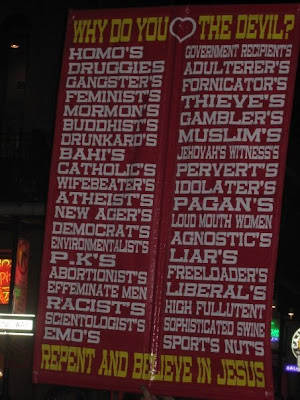 WHY DO YOU THE DEVIL?
HOMO'S
DRUGGIES
GANGSTER'S
FEMINIST'S
MORMON'S
BUDDHIST'S
DRUNKARD'S
BAHI'S
CATHOLIC'S
WIFEBEATER'S
ATHEIST'S
NEW AGER'S
DEMOCRAT'S
ENVIRONMENTALIST'S
P.K'S
ABORTIONIST'S
EFFEMINATE MEN
RACIST'S
SCIENTOLOGIST'S
EMO'S
GOVERNMENT RECIPIENT'S
ADULTERER'S
FORNICATOR'S
THIEVE'S
GAMBLER'S
MUSLIM'S
JEHOVAH'S WITNESS'S
PERVERT'S
IDOLATER'S
PAGAN'S
LOUD MOUTH WOMEN
AGNOSTIC'S
LIAR'S
FREELOADER'S
LIBERAL'S
HIGH FULLUTENT
SOPHISTICATED SWINE
SPORT'S NUT'S
REPENT AND BELIEVE IN JESUS